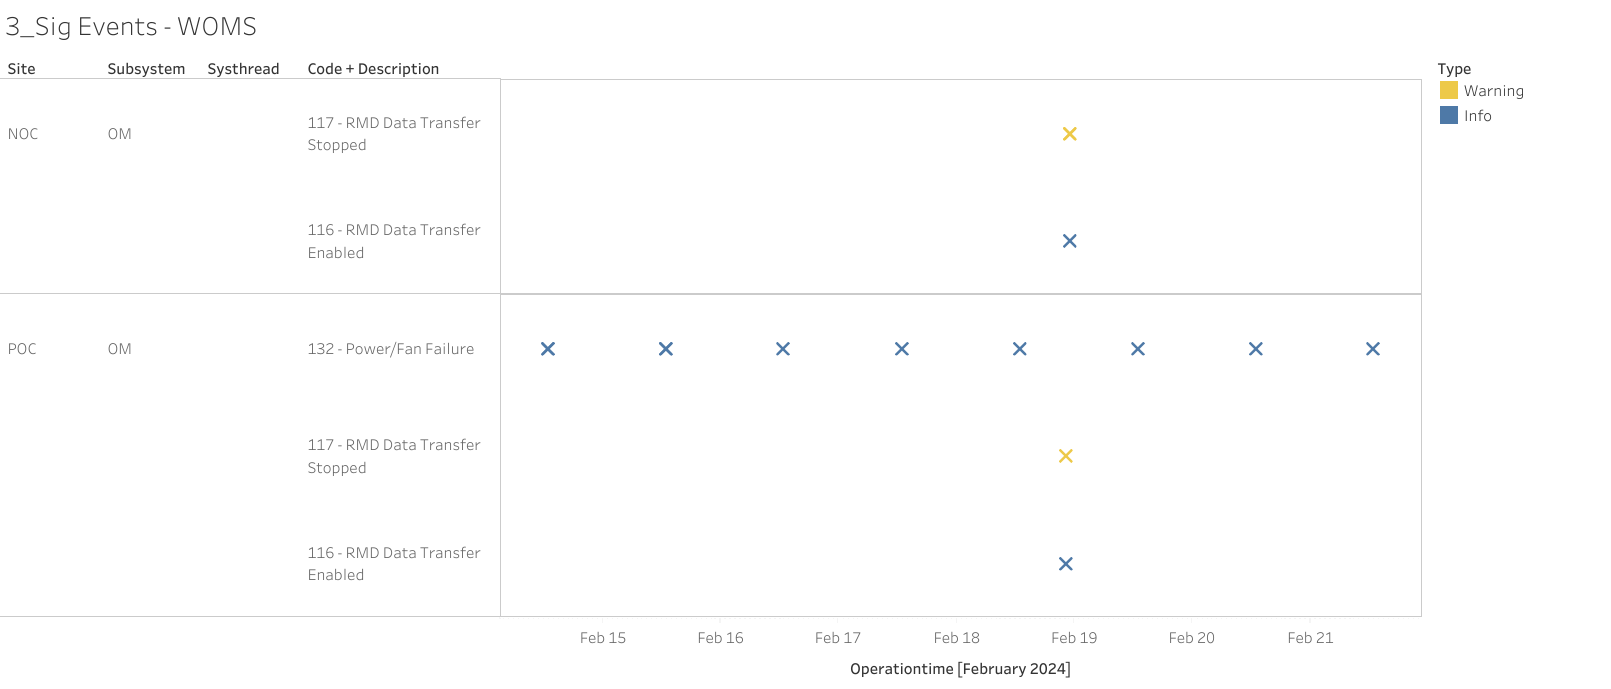 3_Sig Events - WOMS
Site Subsystem Systhread Code + Description
Type
Warning
Info
NOC OM 117 - RMD Data Transfer
Stopped
116 - RMD Data Transfer
Enabled
POC OM 132 - Power/Fan Failure
117 - RMD Data Transfer
Stopped
116 - RMD Data Transfer
Enabled
Feb 15 Feb 16 Feb 17 Feb 18 Feb 19 Feb 20 Feb 21
Operationtime [February 2024]